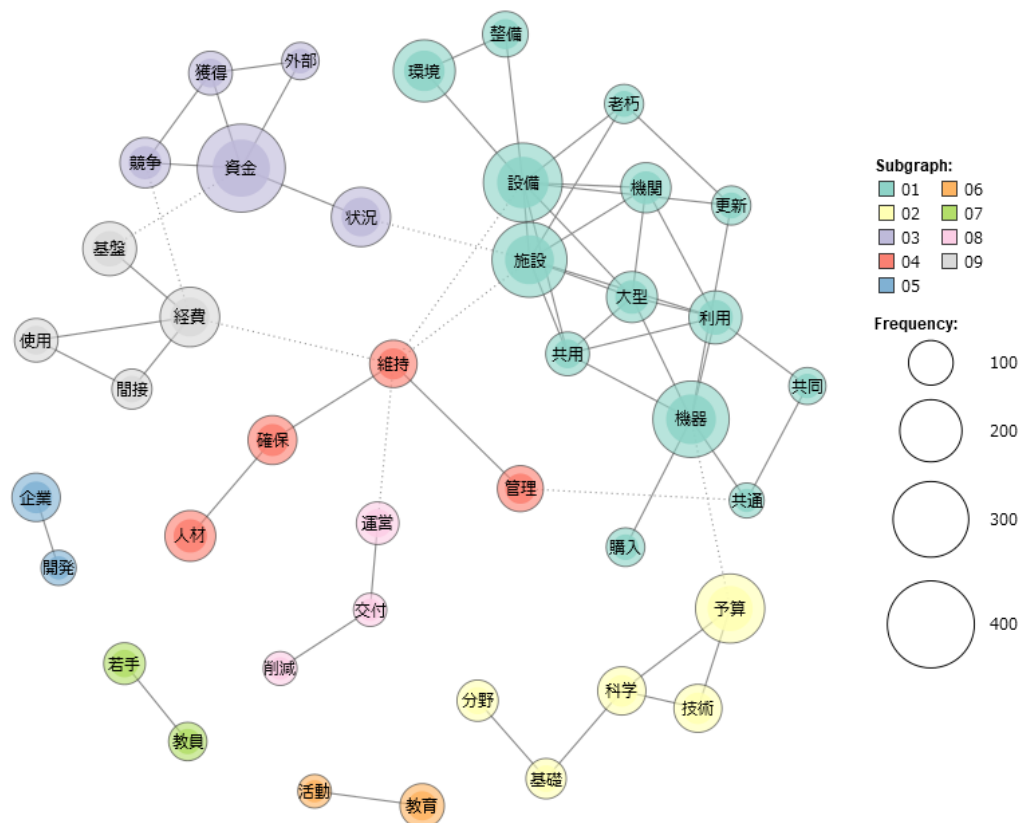 整備
外部
環境
獲得
老朽
競争
資金
設備
機関
更新
状況
基盤
施設
大型
経費
利用
使用
共用
維持
間接
共同
機器
確保
管理
企業
共通
運営
人材
購入
開発
交付
予算
若手
削減
科学
分野
技術
教員
基礎
活動
教育
Subgraph:
01
06
02
07
03
08
04
09
05
Frequency:
100
200
300
400